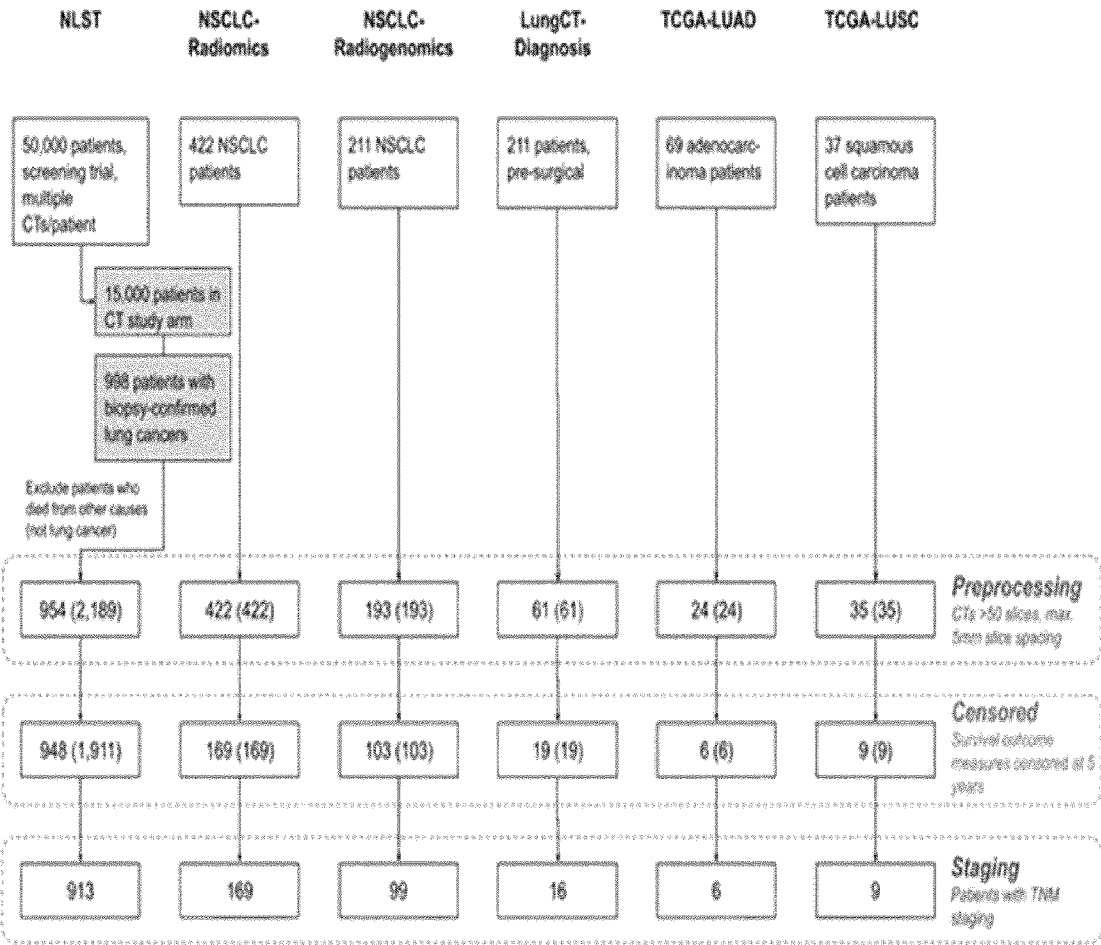 NLST
NSCLC-
Radiomics
NSCLC-
Radiogenomics
LungCT-
Diagnosis
TCGA-LUAD
TCGA-LUSC
50,000 patients,
screening trial,
multiple
CTs/patient
422 NSCLC
patients
211 NSCLC
patients
211 patients,
pre-surgical
69 adenocarc-
inoma patients
37 squamous
cell carcinoma
patients
15,000 patients in
CT study arm
998 patients with
biopsy-confirmed
lung cancers
Exclude patients who
died from other causes
(not lung cancer)
954 (2,189)
422 (422)
193 (193)
61 (61)
24 (24)
35 (35)
Preprocessing
CTs >50 slices, max.
5mm slice spacing
948 (1,911)
169 (169)
103 (103)
19 (19)
6 (6)
9 (9)
Censored
Survival outcome
measures censored at 5
years
913
169
99
16
6
9
Staging
Patients with TNM
staging